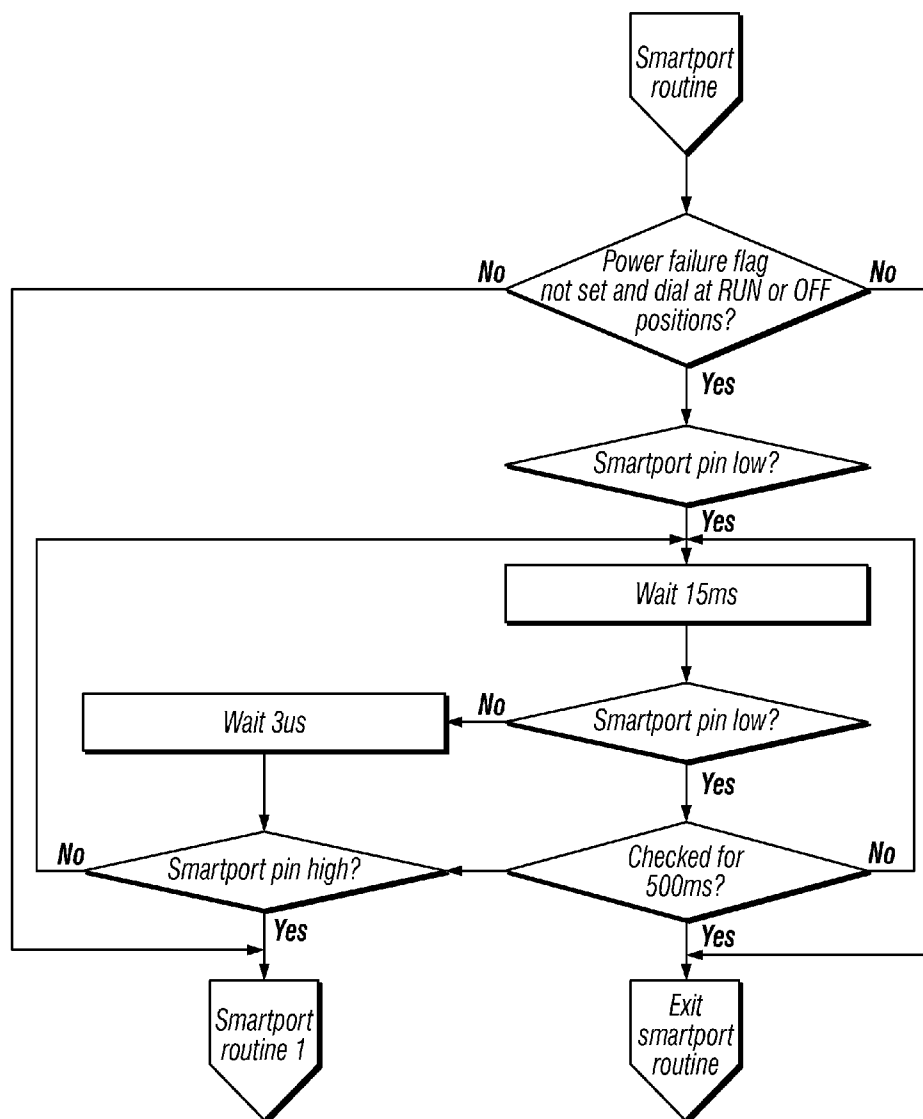 Smartport
routine
No
Power failure flag
not set and dial at RUN or OFF
positions?
No
Yes
Smartport pin low?
Yes
Wait 15ms
Wait 3us
No
Smartport pin low?
Yes
No
Smartport pin high?
Checked for
500ms?
No
Yes
Yes
Smartport
routine 1
Exit
smartport
routine